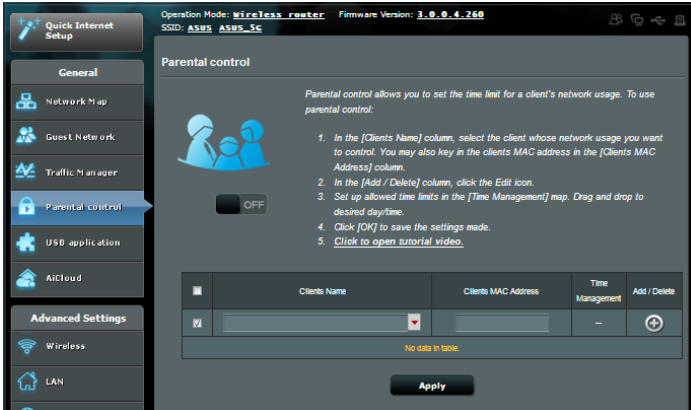 Quick Internet
Setup
General
Network Map
Guest Network
Traffic Manager
Parental control
USB application
AiCloud
Advanced Settings
Wireless
LAN
Operation Mode: Wireless router Firmware Version: 3.0.0.4.260
SSID: ASUS ASUS_5G
Parental control
Parental control allows you to set the time limit for a client's network usage. To use
parental control:
1. In the [Clients Name] column, select the client whose network usage you want
to control. You may also key in the clients MAC address in the [Clients MAC
Address] column.
2. In the [Add / Delete] column, click the Edit icon.
3. Set up allowed time limits in the [Time Management] map. Drag and drop to
desired day/time.
4. Click [OK] to save the settings made.
5. Click to open tutorial video.
OFF
Clients Name
Clients MAC Address
Time
Management
Add / Delete
–
No data in table.
Apply